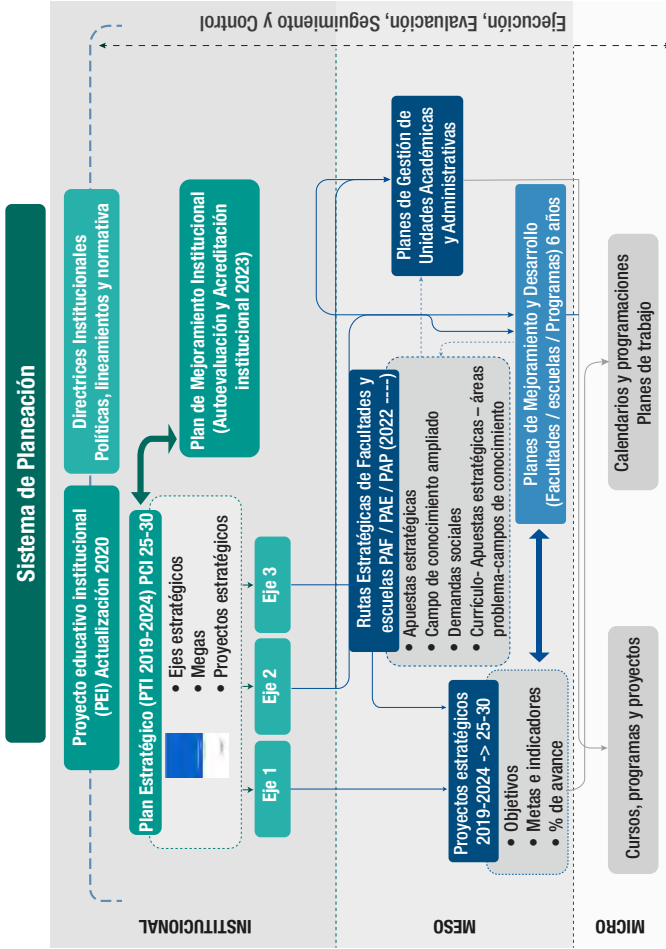 Sistema de Planeación
Proyecto educativo institucional
(PEI) Actualización 2020
Directrices Institucionales
Políticas, lineamientos y normativa
Plan Estratégico (PTI 2019-2024) PCI 25-30
• Ejes estratégicos
• Megas
• Proyectos estratégicos
Plan de Mejoramiento Institucional
(Autoevaluación y Acreditación
institucional 2023)
Eje 1
Eje 2
Eje 3
INSTITUCIONAL
Rutas Estratégicas de Facultades y
escuelas PAF / PAE / PAP (2022 ----)
• Apuestas estratégicas
• Campo de conocimiento ampliado
• Demandas sociales
• Currículo- Apuestas estratégicas – áreas
problema-campos de conocimiento
Planes de Gestión de
Unidades Académicas
y Administrativas
Proyectos estratégicos
2019-2024 -> 25-30
• Objetivos
• Metas e indicadores
• % de avance
Planes de Mejoramiento y Desarrollo
(Facultades / escuelas / Programas) 6 años
MESO
Cursos, programas y proyectos
Calendarios y programaciones
Planes de trabajo
MICRO
Ejecución, Evaluación, Seguimiento y Control